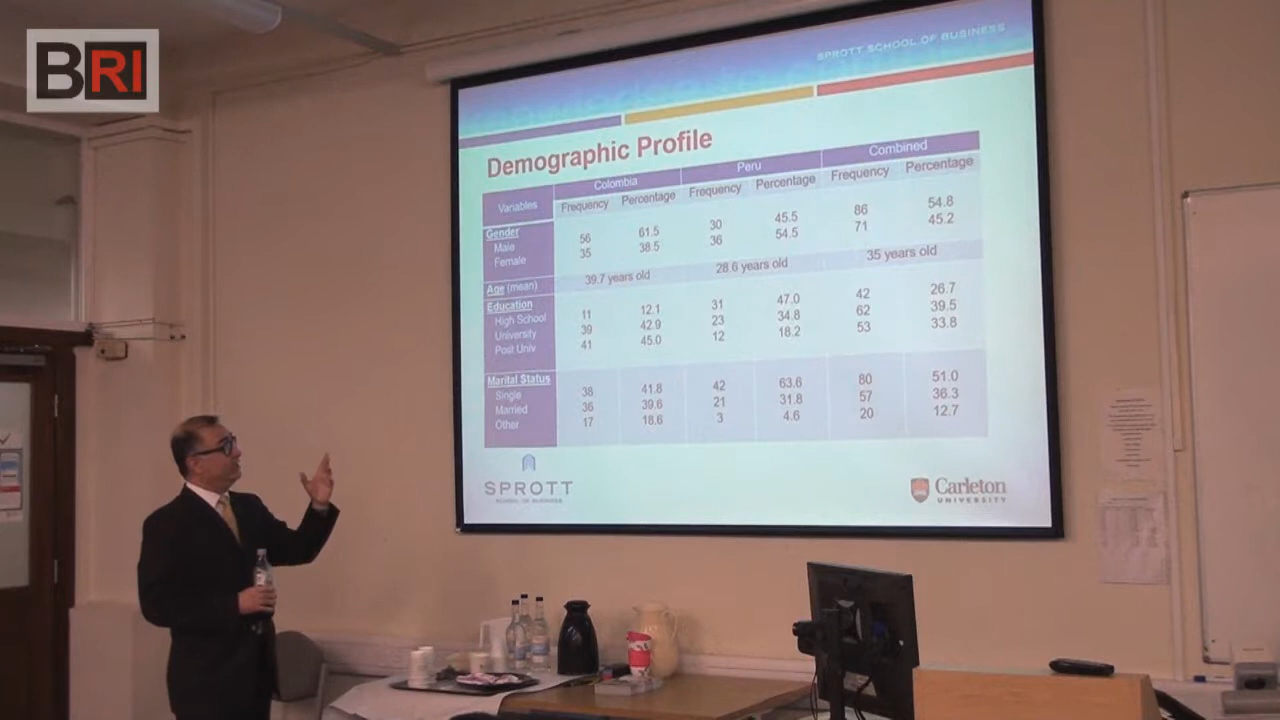 BRI
SPROTT SCHOOL OF BUSINESS
Demographic Profile
Variables Colombia Peru Combined
Frequency Percentage Frequency Percentage Frequency Percentage
Gender
Male 56 61.5 30 45.5 86 54.8
Female 35 38.5 36 54.5 71 45.2
Age (mean) 39.7 years old 28.6 years old 35 years old
Education
High School 11 12.1 31 47.0 42 26.7
University 39 42.9 23 34.8 62 39.5
Post Univ 41 45.0 12 18.2 53 33.8
Marital Status
Single 38 41.8 42 63.6 80 51.0
Married 36 39.6 21 31.8 57 36.3
Other 17 18.6 3 4.6 20 12.7
SPROTT
SCHOOL OF BUSINESS
Carleton
UNIVERSITY